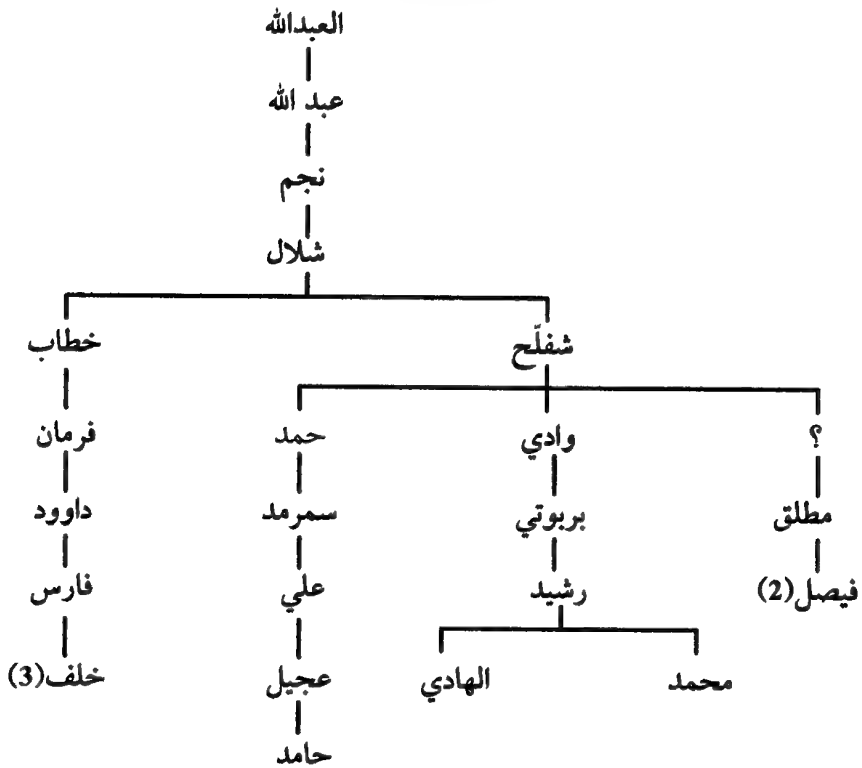 العبدالله
عبد الله
نجم
شلال
شفلّح
خطاب
؟
وادي
حمد
فرمان
مطلق
بربوتي
سمرمد
داوود
فيصل(2)
رشيد
علي
فارس
محمد
الهادي
عجيل
خلف(3)
حامد